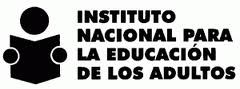 INSTITUTO
NACIONAL PARA
LA EDUCACIÓN
DE LOS ADULTOS